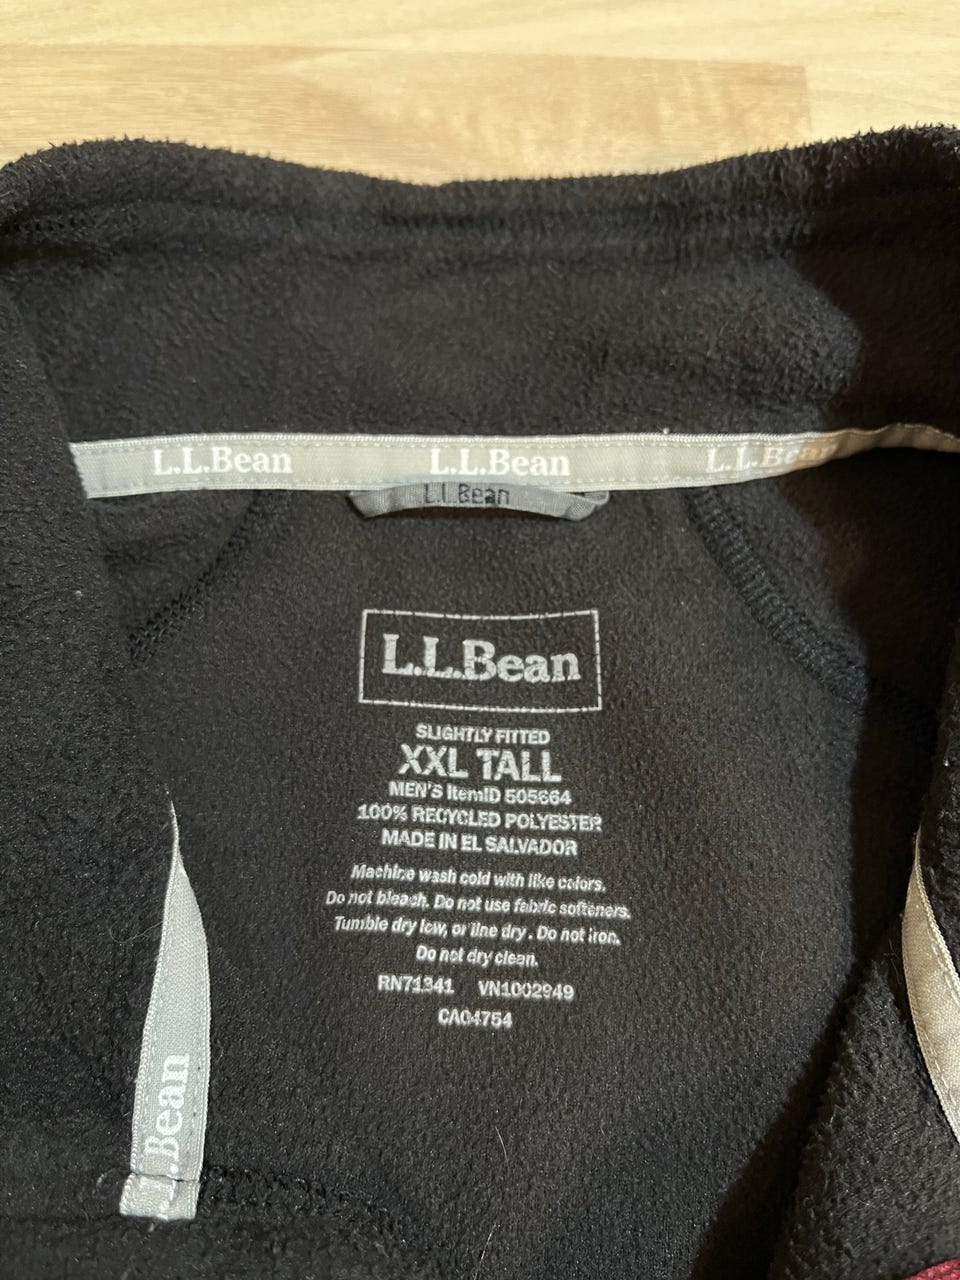 L.L.Bean L.L.Bean L.L.Bean
L.L.Bean
L.L.Bean
SLIGHTLY FITTED
XXL TALL
MEN'S ItemID 505664
100% RECYCLED POLYESTER
MADE IN EL SALVADOR
Machine wash cold with like colors.
Do not bleach. Do not use fabric softeners.
Tumble dry low, or line dry. Do not iron.
Do not dry clean.
RN71341 VN1002949
CA04754
L.L.Bean